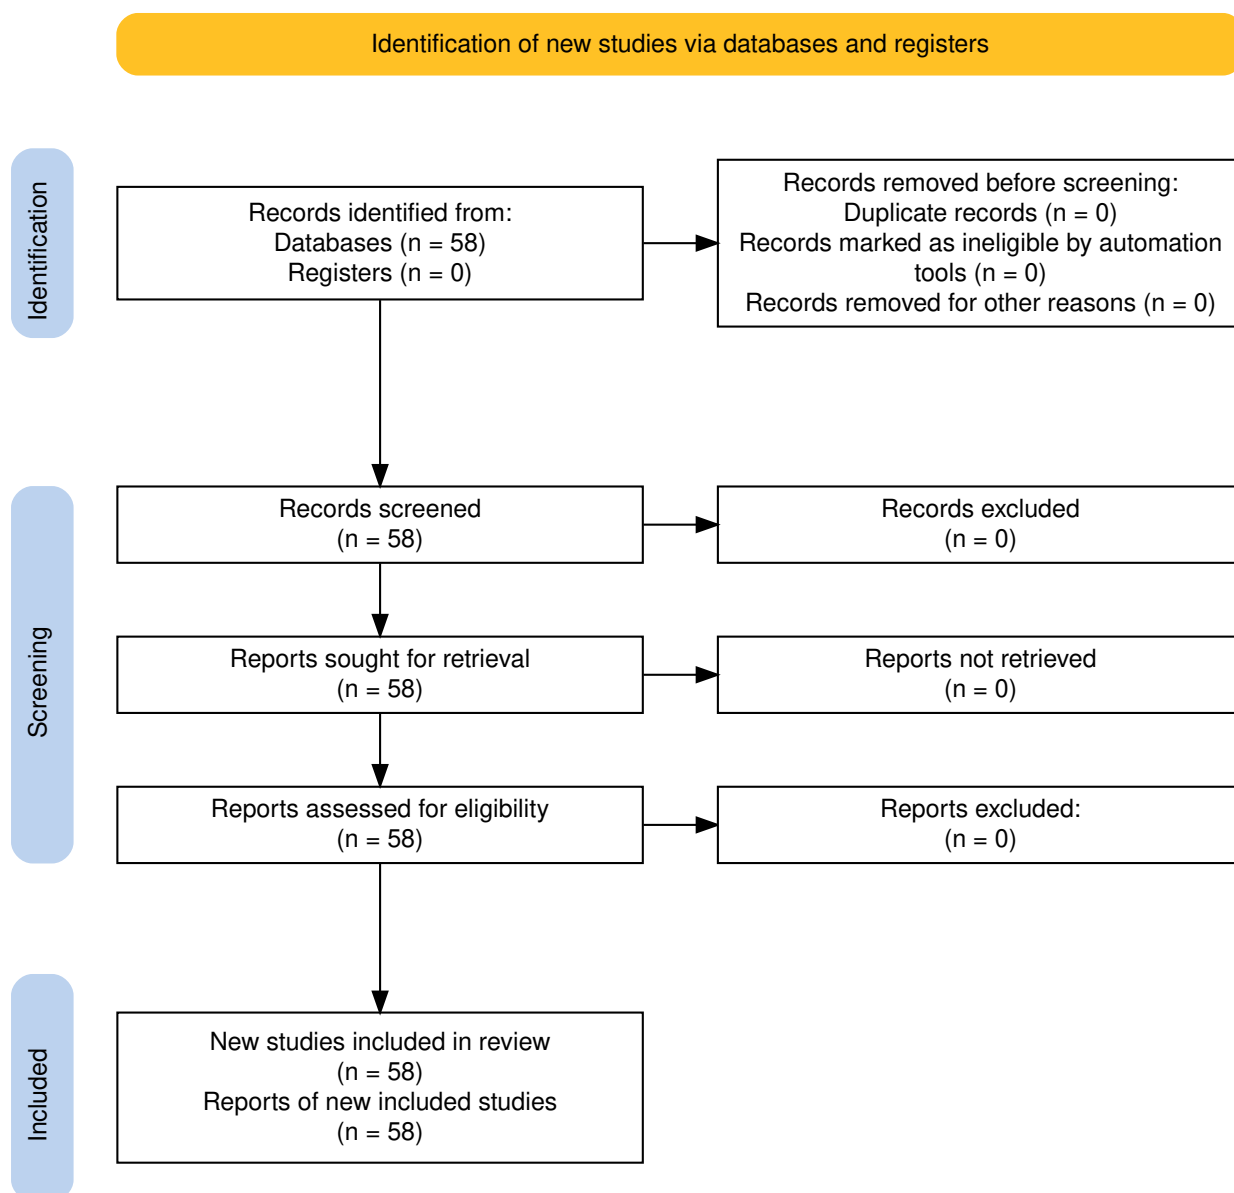 Identification of new studies via databases and registers
Identification
Records identified from:
Databases (n = 58)
Registers (n = 0)
Records removed before screening:
Duplicate records (n = 0)
Records marked as ineligible by automation
tools (n = 0)
Records removed for other reasons (n = 0)
Screening
Records screened
(n = 58)
Records excluded
(n = 0)
Reports sought for retrieval
(n = 58)
Reports not retrieved
(n = 0)
Reports assessed for eligibility
(n = 58)
Reports excluded:
(n = 0)
Included
New studies included in review
(n = 58)
Reports of new included studies
(n = 58)